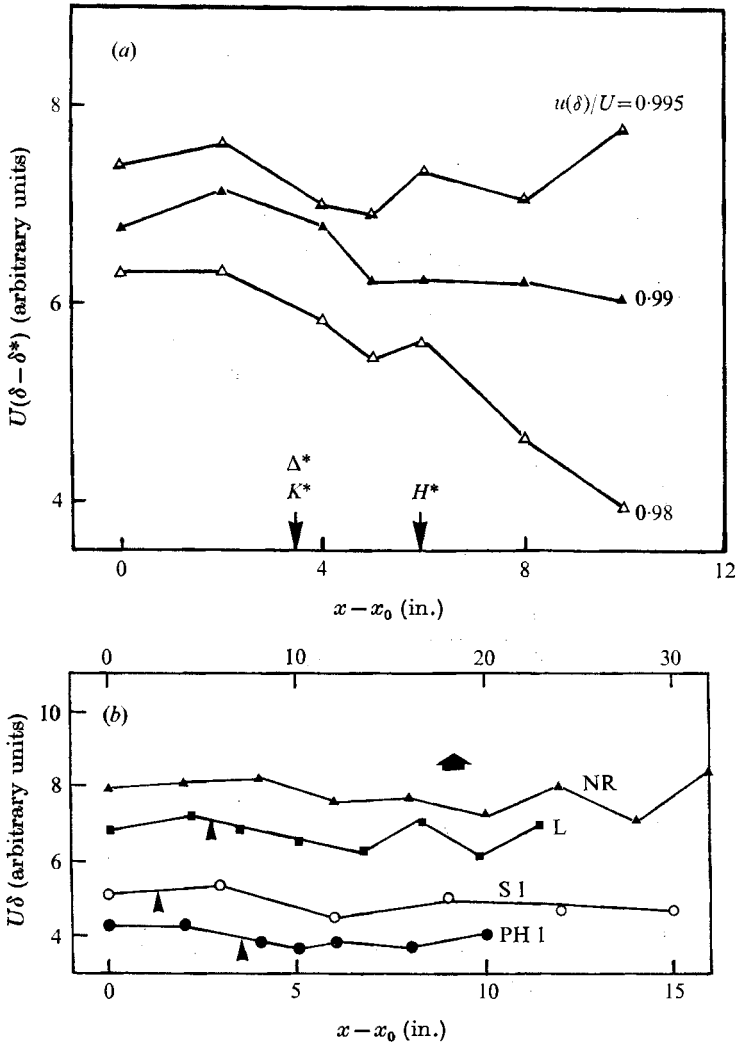 (a)
u(δ)/U = 0·995
8
6
4
U(δ − δ*) (arbitrary units)
0·99
0·98
Δ*
K*
H*
0
4
8
12
x − x₀ (in.)
0
10
20
30
(b)
10
8
6
4
Uδ (arbitrary units)
NR
L
S 1
PH 1
0
5
10
15
x − x₀ (in.)